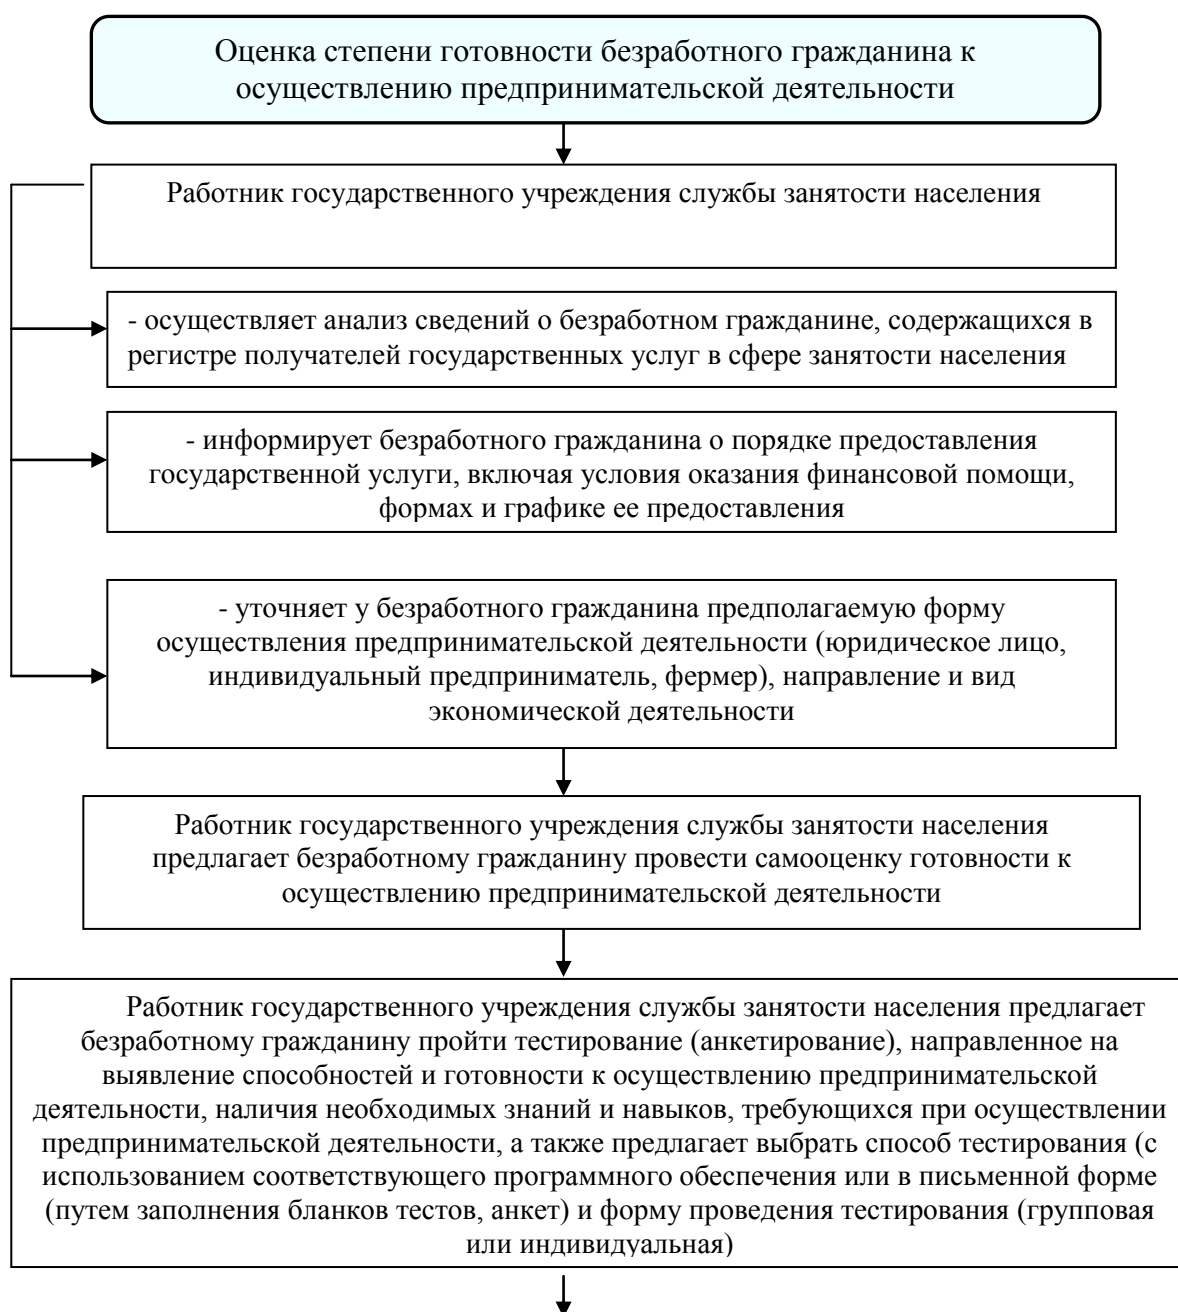 Оценка степени готовности безработного гражданина к
осуществлению предпринимательской деятельности
Работник государственного учреждения службы занятости населения
- осуществляет анализ сведений о безработном гражданине, содержащихся в
регистре получателей государственных услуг в сфере занятости населения
- информирует безработного гражданина о порядке предоставления
государственной услуги, включая условия оказания финансовой помощи,
формах и графике ее предоставления
- уточняет у безработного гражданина предполагаемую форму
осуществления предпринимательской деятельности (юридическое лицо,
индивидуальный предприниматель, фермер), направление и вид
экономической деятельности
Работник государственного учреждения службы занятости населения
предлагает безработному гражданину провести самооценку готовности к
осуществлению предпринимательской деятельности
Работник государственного учреждения службы занятости населения предлагает
безработному гражданину пройти тестирование (анкетирование), направленное на
выявление способностей и готовности к осуществлению предпринимательской
деятельности, наличия необходимых знаний и навыков, требующихся при осуществлении
предпринимательской деятельности, а также предлагает выбрать способ тестирования (с
использованием соответствующего программного обеспечения или в письменной форме
(путем заполнения бланков тестов, анкет) и форму проведения тестирования (групповая
или индивидуальная)